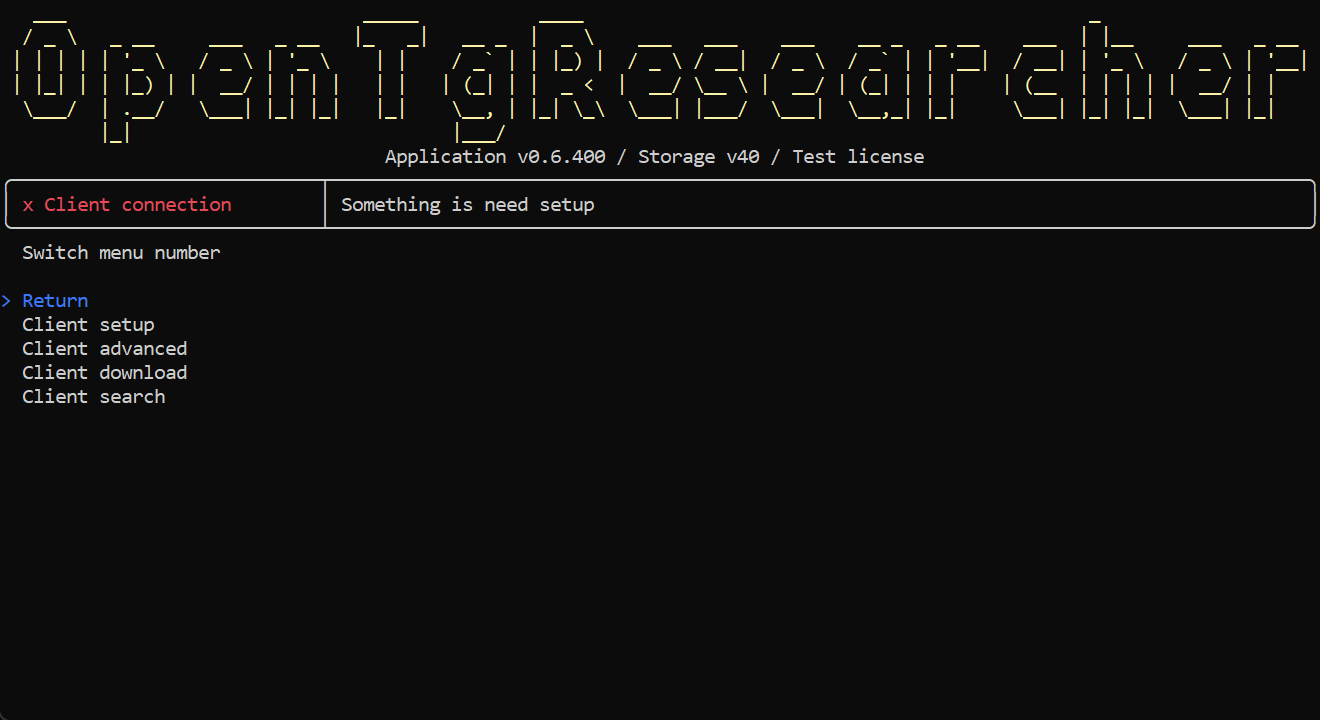 OpenTgResearcher
Application v0.6.400 / Storage v40 / Test license
x Client connection
Something is need setup
Switch menu number
> Return
Client setup
Client advanced
Client download
Client search